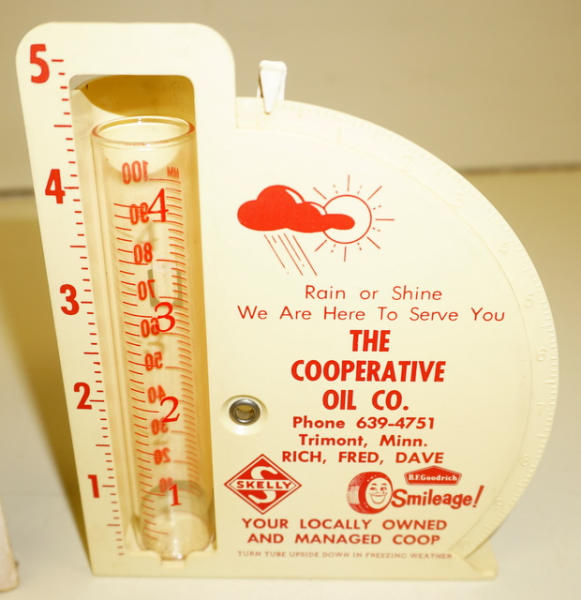 5
4
3
2
1
MM
100
90
80
70
60
50
40
30
20
10
4
3
2
1
Rain or Shine
We Are Here To Serve You
THE
COOPERATIVE
OIL CO.
Phone 639-4751
Trimont, Minn.
RICH, FRED, DAVE
S
SKELLY
B.F.Goodrich
Smileage!
YOUR LOCALLY OWNED
AND MANAGED COOP
TURN TUBE UPSIDE DOWN IN FREEZING WEATHER